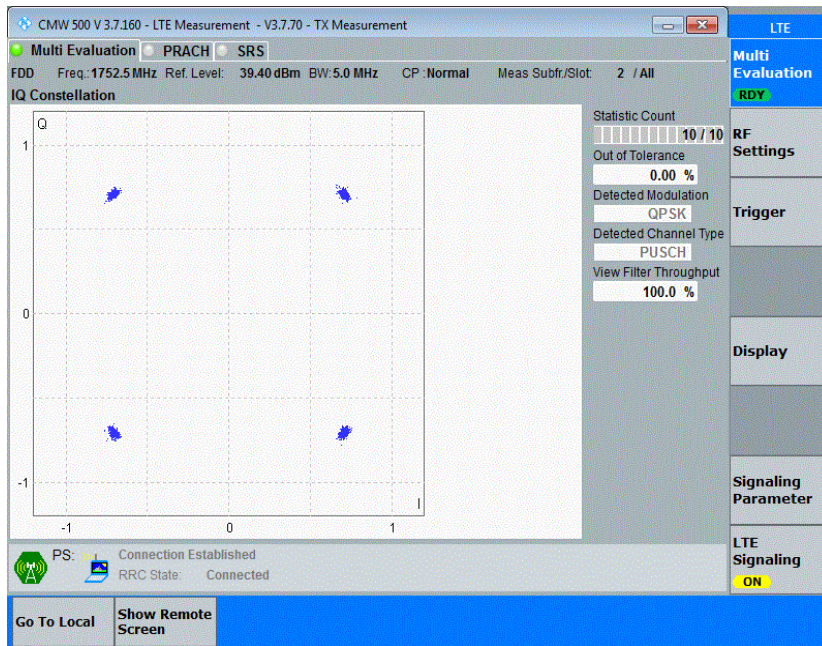 CMW 500 V 3.7.160 - LTE Measurement - V3.7.70 - TX Measurement
LTE
Multi Evaluation PRACH SRS
FDD Freq.: 1752.5 MHz Ref. Level: 39.40 dBm BW: 5.0 MHz CP : Normal Meas Subfr./Slot: 2 / All
IQ Constellation
Q
1
0
-1
-1
0
1
I
Statistic Count
10 / 10
Out of Tolerance
0.00 %
Detected Modulation
QPSK
Detected Channel Type
PUSCH
View Filter Throughput
100.0 %
Multi
Evaluation
RDY
RF
Settings
Trigger
Display
Signaling
Parameter
LTE
Signaling
ON
PS: Connection Established
RRC State: Connected
Go To Local
Show Remote
Screen